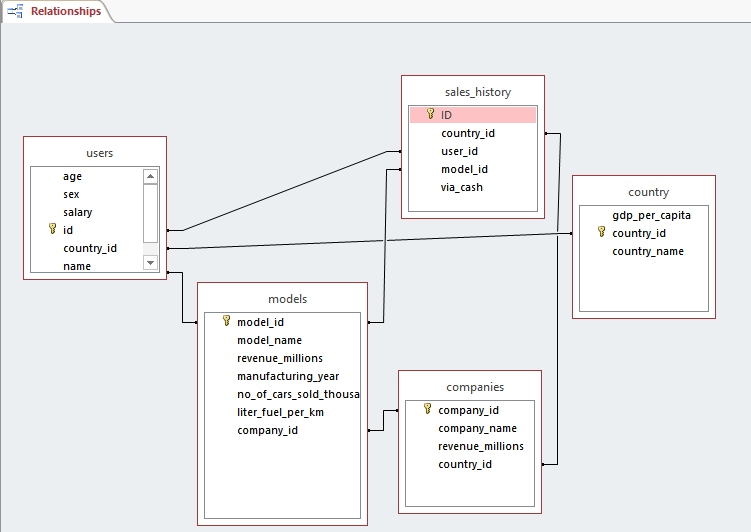 Relationships
users
age
sex
salary
id
country_id
name
sales_history
ID
country_id
user_id
model_id
via_cash
country
gdp_per_capita
country_id
country_name
models
model_id
model_name
revenue_millions
manufacturing_year
no_of_cars_sold_thousa
liter_fuel_per_km
company_id
companies
company_id
company_name
revenue_millions
country_id